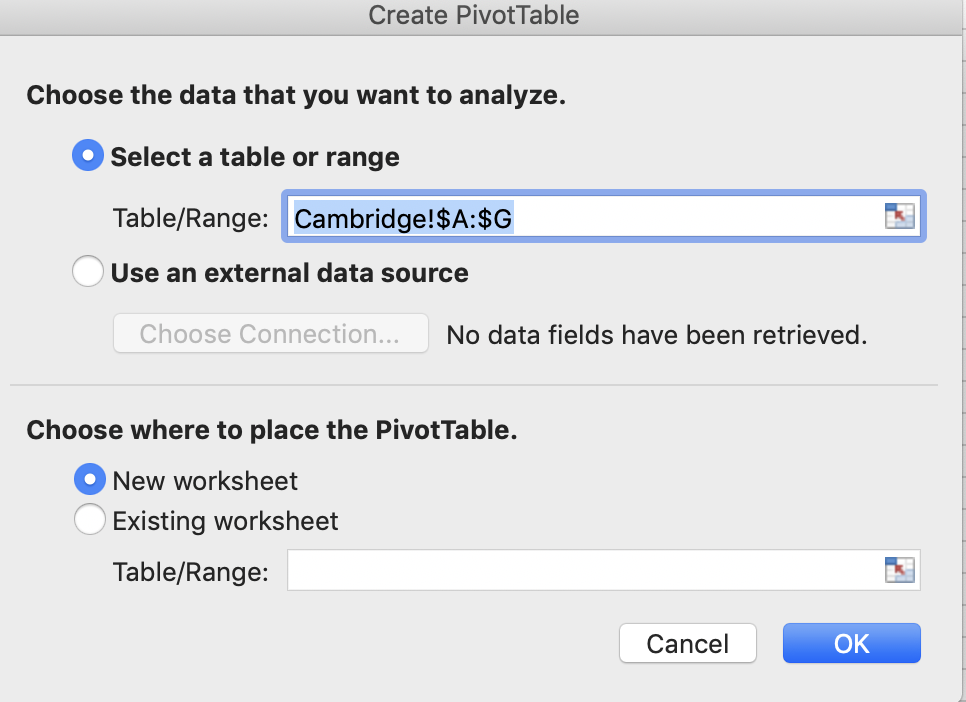 Create PivotTable
Choose the data that you want to analyze.
Select a table or range
Table/Range: Cambridge!$A:$G
Use an external data source
Choose Connection... No data fields have been retrieved.
Choose where to place the PivotTable.
New worksheet
Existing worksheet
Table/Range:
Cancel OK